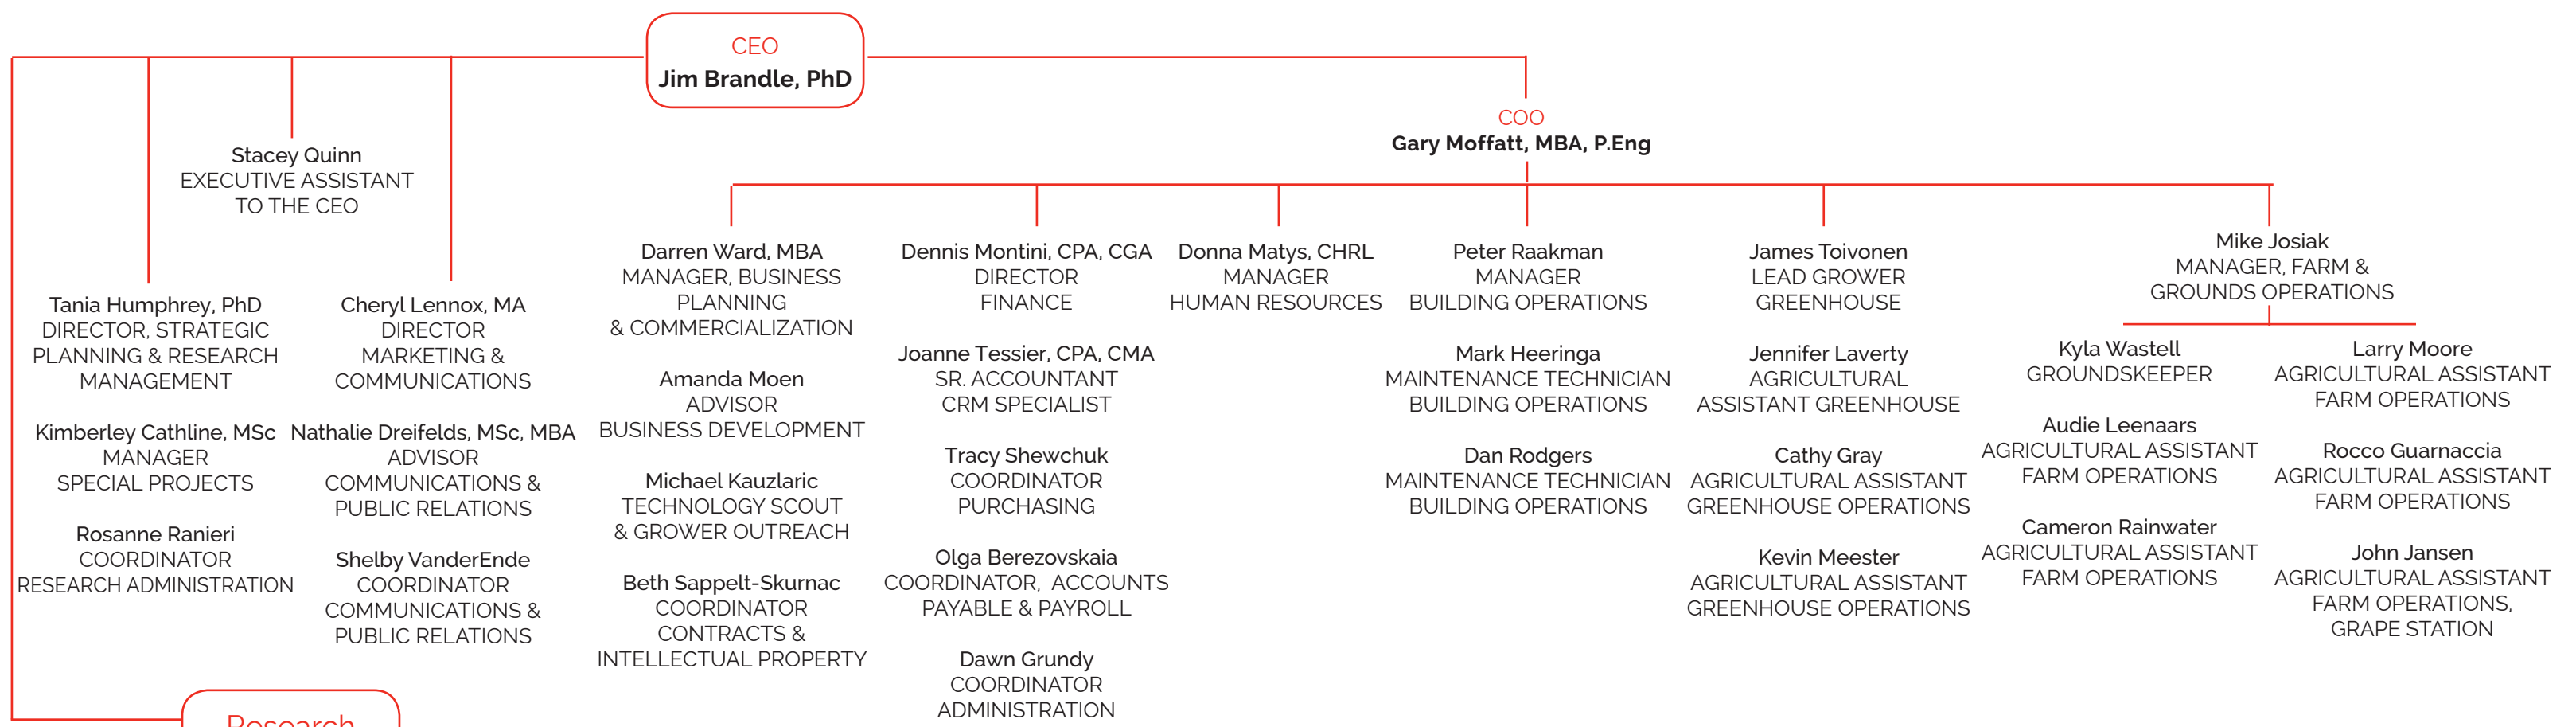 CEO
Jim Brandle, PhD
COO
Gary Moffatt, MBA, P.Eng
Stacey Quinn
EXECUTIVE ASSISTANT
TO THE CEO
Tania Humphrey, PhD
DIRECTOR, STRATEGIC
PLANNING & RESEARCH
MANAGEMENT
Kimberley Cathline, MSc
MANAGER
SPECIAL PROJECTS
Rosanne Ranieri
COORDINATOR
RESEARCH ADMINISTRATION
Cheryl Lennox, MA
DIRECTOR
MARKETING &
COMMUNICATIONS
Nathalie Dreifelds, MSc, MBA
ADVISOR
COMMUNICATIONS &
PUBLIC RELATIONS
Shelby VanderEnde
COORDINATOR
COMMUNICATIONS &
PUBLIC RELATIONS
Darren Ward, MBA
MANAGER, BUSINESS
PLANNING
& COMMERCIALIZATION
Amanda Moen
ADVISOR
BUSINESS DEVELOPMENT
Michael Kauzlaric
TECHNOLOGY SCOUT
& GROWER OUTREACH
Beth Sappelt-Skurnac
COORDINATOR
CONTRACTS &
INTELLECTUAL PROPERTY
Dennis Montini, CPA, CGA
DIRECTOR
FINANCE
Joanne Tessier, CPA, CMA
SR. ACCOUNTANT
CRM SPECIALIST
Tracy Shewchuk
COORDINATOR
PURCHASING
Olga Berezovskaia
COORDINATOR, ACCOUNTS
PAYABLE & PAYROLL
Dawn Grundy
COORDINATOR
ADMINISTRATION
Donna Matys, CHRL
MANAGER
HUMAN RESOURCES
Peter Raakman
MANAGER
BUILDING OPERATIONS
Mark Heeringa
MAINTENANCE TECHNICIAN
BUILDING OPERATIONS
Dan Rodgers
MAINTENANCE TECHNICIAN
BUILDING OPERATIONS
James Toivonen
LEAD GROWER
GREENHOUSE
Jennifer Laverty
AGRICULTURAL
ASSISTANT GREENHOUSE
Cathy Gray
AGRICULTURAL ASSISTANT
GREENHOUSE OPERATIONS
Kevin Meester
AGRICULTURAL ASSISTANT
GREENHOUSE OPERATIONS
Mike Josiak
MANAGER, FARM &
GROUNDS OPERATIONS
Kyla Wastell
GROUNDSKEEPER
Audie Leenaars
AGRICULTURAL ASSISTANT
FARM OPERATIONS
Cameron Rainwater
AGRICULTURAL ASSISTANT
FARM OPERATIONS
Larry Moore
AGRICULTURAL ASSISTANT
FARM OPERATIONS
Rocco Guarnaccia
AGRICULTURAL ASSISTANT
FARM OPERATIONS
John Jansen
AGRICULTURAL ASSISTANT
FARM OPERATIONS,
GRAPE STATION
Research